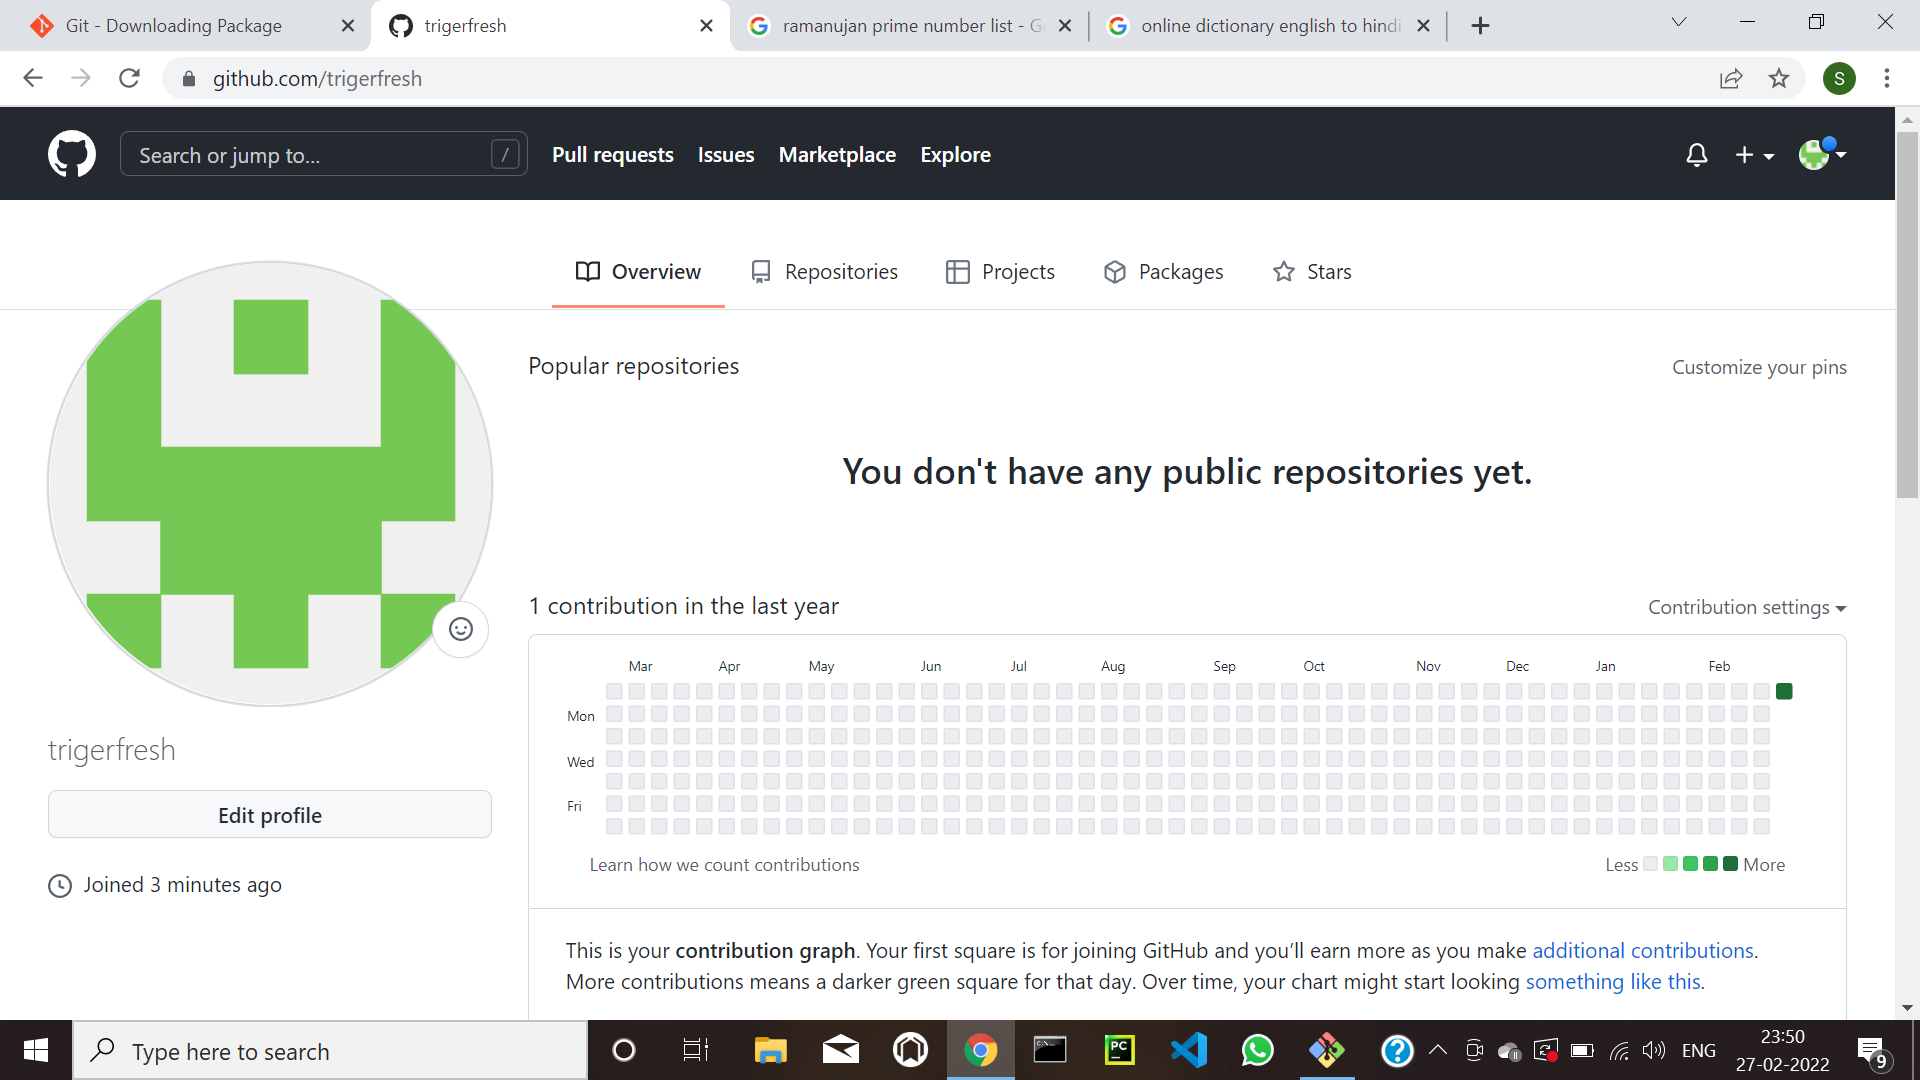 Git - Downloading Package
trigerfresh
ramanujan prime number list - G
online dictionary english to hindi
github.com/trigerfresh
S
Search or jump to...
/
Pull requests
Issues
Marketplace
Explore
Overview
Repositories
Projects
Packages
Stars
Popular repositories
Customize your pins
You don't have any public repositories yet.
1 contribution in the last year
Contribution settings
Mar Apr May Jun Jul Aug Sep Oct Nov Dec Jan Feb
Mon
Wed
Fri
Learn how we count contributions
Less
More
trigerfresh
Edit profile
Joined 3 minutes ago
This is your contribution graph. Your first square is for joining GitHub and you’ll earn more as you make additional contributions.
More contributions means a darker green square for that day. Over time, your chart might start looking something like this.
Type here to search
PC
ENG
23:50
27-02-2022
9